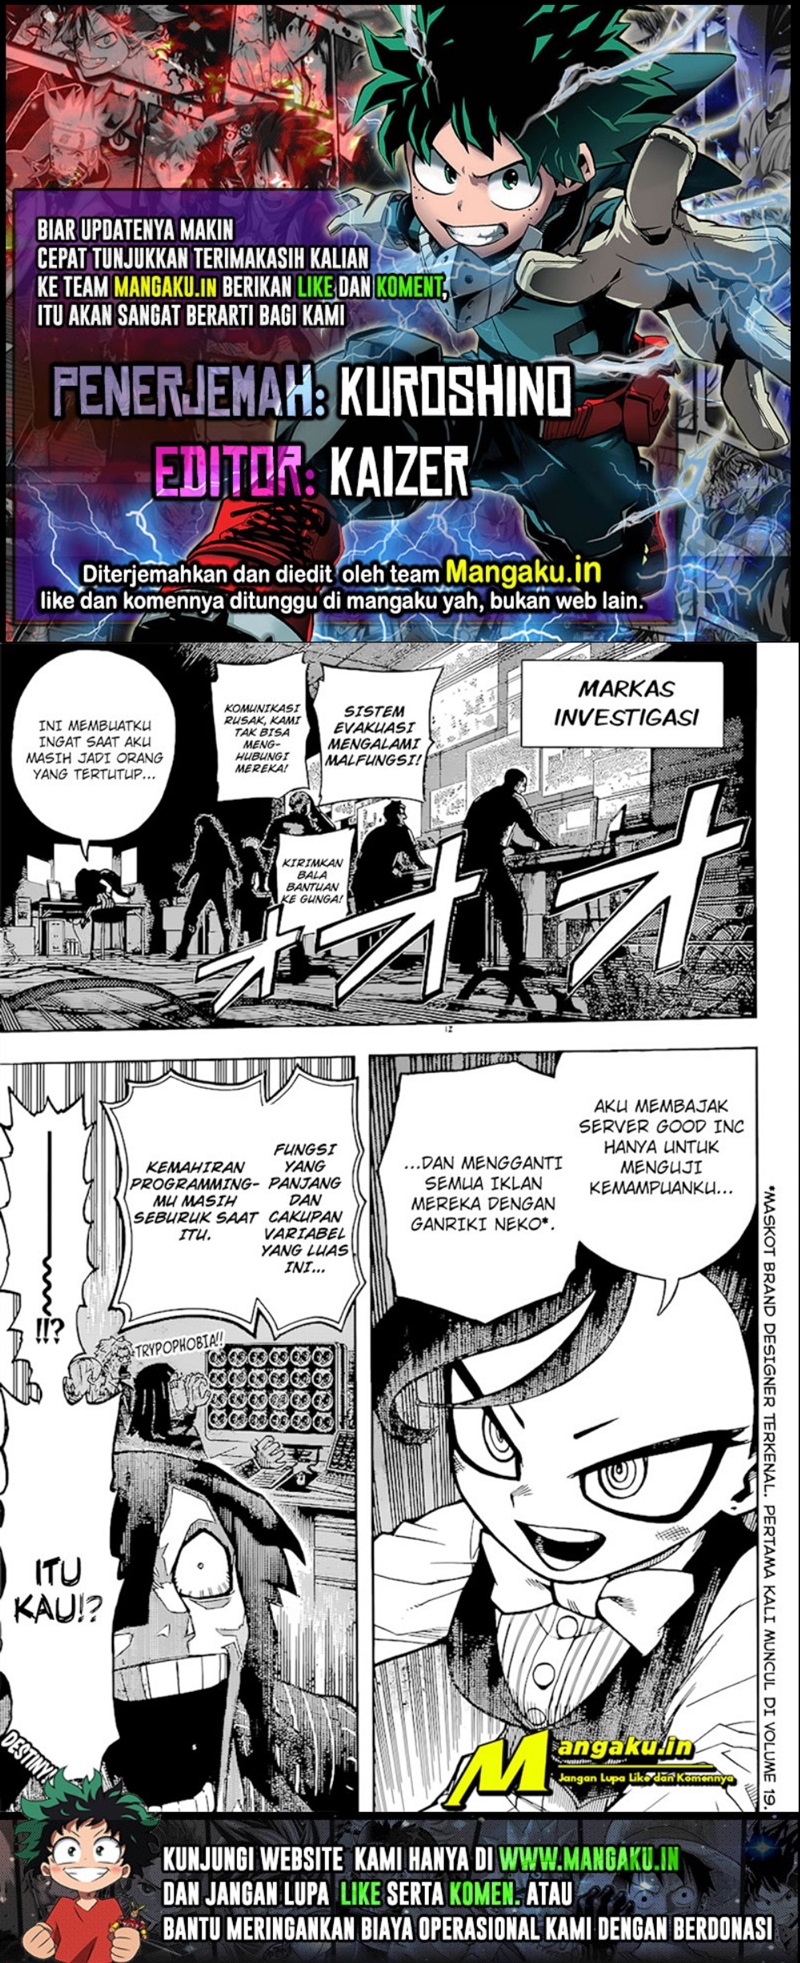 BIAR UPDATENYA MAKIN
CEPAT TUNJUKKAN TERIMAKASIH KALIAN
KE TEAM MANGAKU.IN BERIKAN LIKE DAN KOMENT,
ITU AKAN SANGAT BERARTI BAGI KAMI
PENERJEMAH: KUROSHINO
EDITOR: KAIZER
Diterjemahkan dan diedit oleh team Mangaku.in
like dan komennya ditunggu di mangaku yah, bukan web lain.
MARKAS
INVESTIGASI
SISTEM
EVAKUASI
MENGALAMI
MALFUNGSI!
KOMUNIKASI
RUSAK, KAMI
TAK BISA
MENG-
HUBUNGI
MEREKA!
KIRIMKAN
BALA
BANTUAN
KE GUNGA!
INI MEMBUATKU
INGAT SAAT AKU
MASIH JADI ORANG
YANG TERTUTUP...
オオオ
12
AKU MEMBAJAK
SERVER GOOD INC
HANYA UNTUK
MENGUJI
KEMAMPUANKU...
...DAN MENGGANTI
SEMUA IKLAN
MEREKA DENGAN
GANRIKI NEKO*.
*MASKOT BRAND DESIGNER TERKENAL. PERTAMA KALI MUNCUL DI VOLUME 19.
FUNGSI
YANG
PANJANG
DAN
CAKUPAN
VARIABEL
YANG LUAS
INI...
KEMAHIRAN
PROGRAMMING-
MU MASIH
SEBURUK SAAT
ITU.
TRYPOPHOBIA!!
!!?
ITU
KAU!?
DESTINY
Mangaku.in
Jangan Lupa Like dan Komennya
KUNJUNGI WEBSITE KAMI HANYA DI WWW.MANGAKU.IN
DAN JANGAN LUPA LIKE SERTA KOMEN. ATAU
BANTU MERINGANKAN BIAYA OPERASIONAL KAMI DENGAN BERDONASI